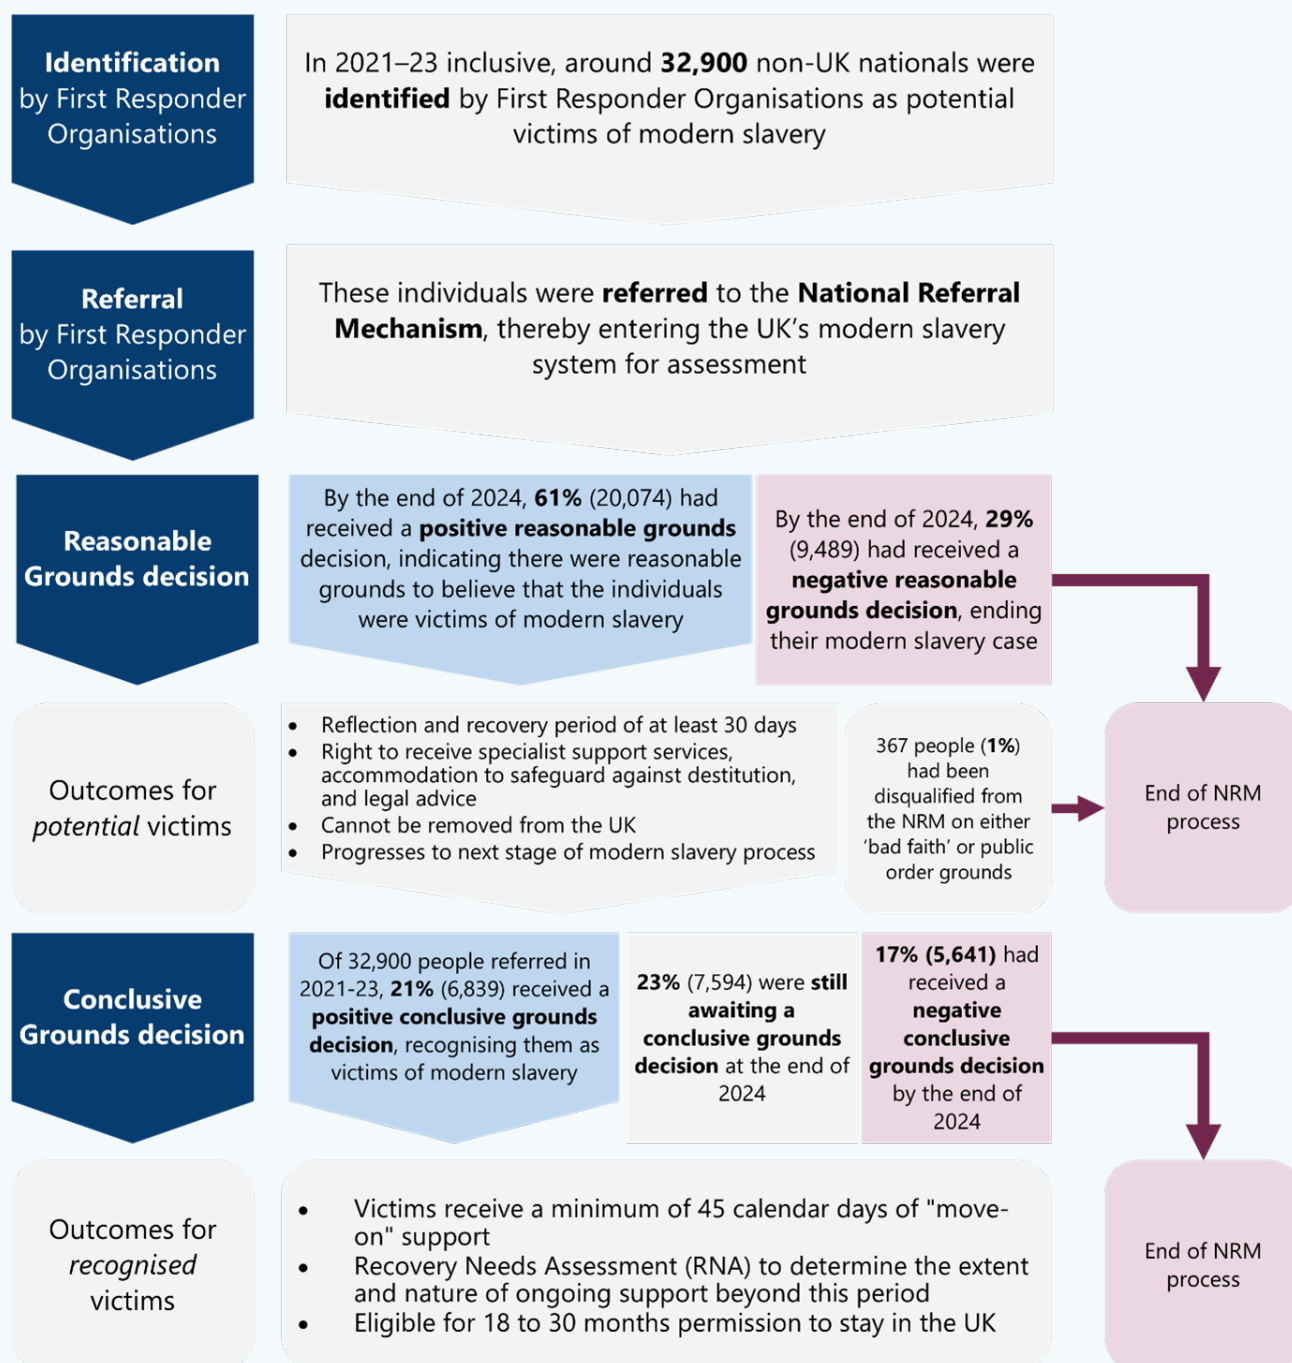 Identification
by First Responder
Organisations
In 2021–23 inclusive, around 32,900 non-UK nationals were
identified by First Responder Organisations as potential
victims of modern slavery
Referral
by First Responder
Organisations
These individuals were referred to the National Referral
Mechanism, thereby entering the UK’s modern slavery
system for assessment
Reasonable
Grounds decision
By the end of 2024, 61% (20,074) had
received a positive reasonable grounds
decision, indicating there were reasonable
grounds to believe that the individuals
were victims of modern slavery
By the end of 2024, 29%
(9,489) had received a
negative reasonable
grounds decision, ending
their modern slavery case
Outcomes for
potential victims
• Reflection and recovery period of at least 30 days
• Right to receive specialist support services,
accommodation to safeguard against destitution,
and legal advice
• Cannot be removed from the UK
• Progresses to next stage of modern slavery process
367 people (1%)
had been
disqualified from
the NRM on either
‘bad faith’ or public
order grounds
End of NRM
process
Conclusive
Grounds decision
Of 32,900 people referred in
2021-23, 21% (6,839) received a
positive conclusive grounds
decision, recognising them as
victims of modern slavery
23% (7,594) were still
awaiting a
conclusive grounds
decision at the end of
2024
17% (5,641) had
received a
negative
conclusive
grounds decision
by the end of
2024
Outcomes for
recognised
victims
• Victims receive a minimum of 45 calendar days of "move-
on" support
• Recovery Needs Assessment (RNA) to determine the extent
and nature of ongoing support beyond this period
• Eligible for 18 to 30 months permission to stay in the UK
End of NRM
process